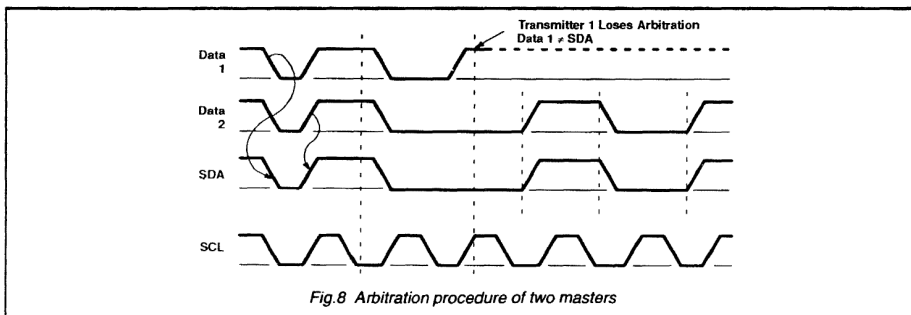 Transmitter 1 Loses Arbitration
Data 1 ≠ SDA
Data
1
Data
2
SDA
SCL
Fig.8 Arbitration procedure of two masters